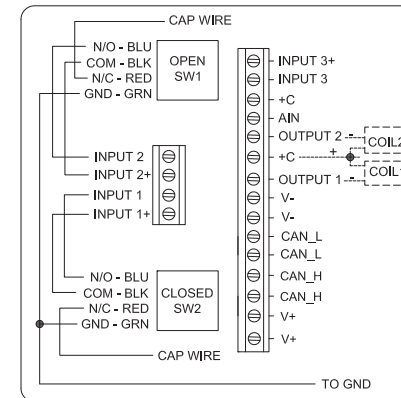 CAP WIRE
N/O - BLU
COM - BLK
N/C - RED
GND - GRN
OPEN
SW1
INPUT 2
INPUT 2+
INPUT 1
INPUT 1+
N/O - BLU
COM - BLK
N/C - RED
GND - GRN
CLOSED
SW2
CAP WIRE
INPUT 3+
INPUT 3
+C
AIN
OUTPUT 2 -
+C +
OUTPUT 1 -
V-
V-
CAN_L
CAN_L
CAN_H
CAN_H
V+
V+
COIL2
COIL1
TO GND